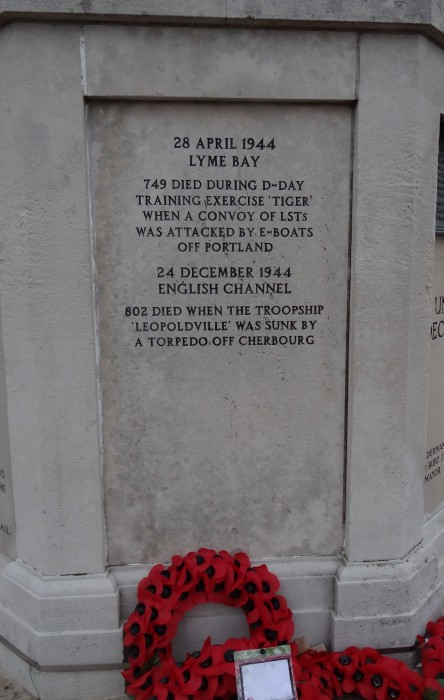 28 APRIL 1944
LYME BAY
749 DIED DURING D-DAY
TRAINING EXERCISE 'TIGER'
WHEN A CONVOY OF LSTs
WAS ATTACKED BY E-BOATS
OFF PORTLAND
24 DECEMBER 1944
ENGLISH CHANNEL
802 DIED WHEN THE TROOPSHIP
'LEOPOLDVILLE' WAS SUNK BY
A TORPEDO OFF CHERBOURG